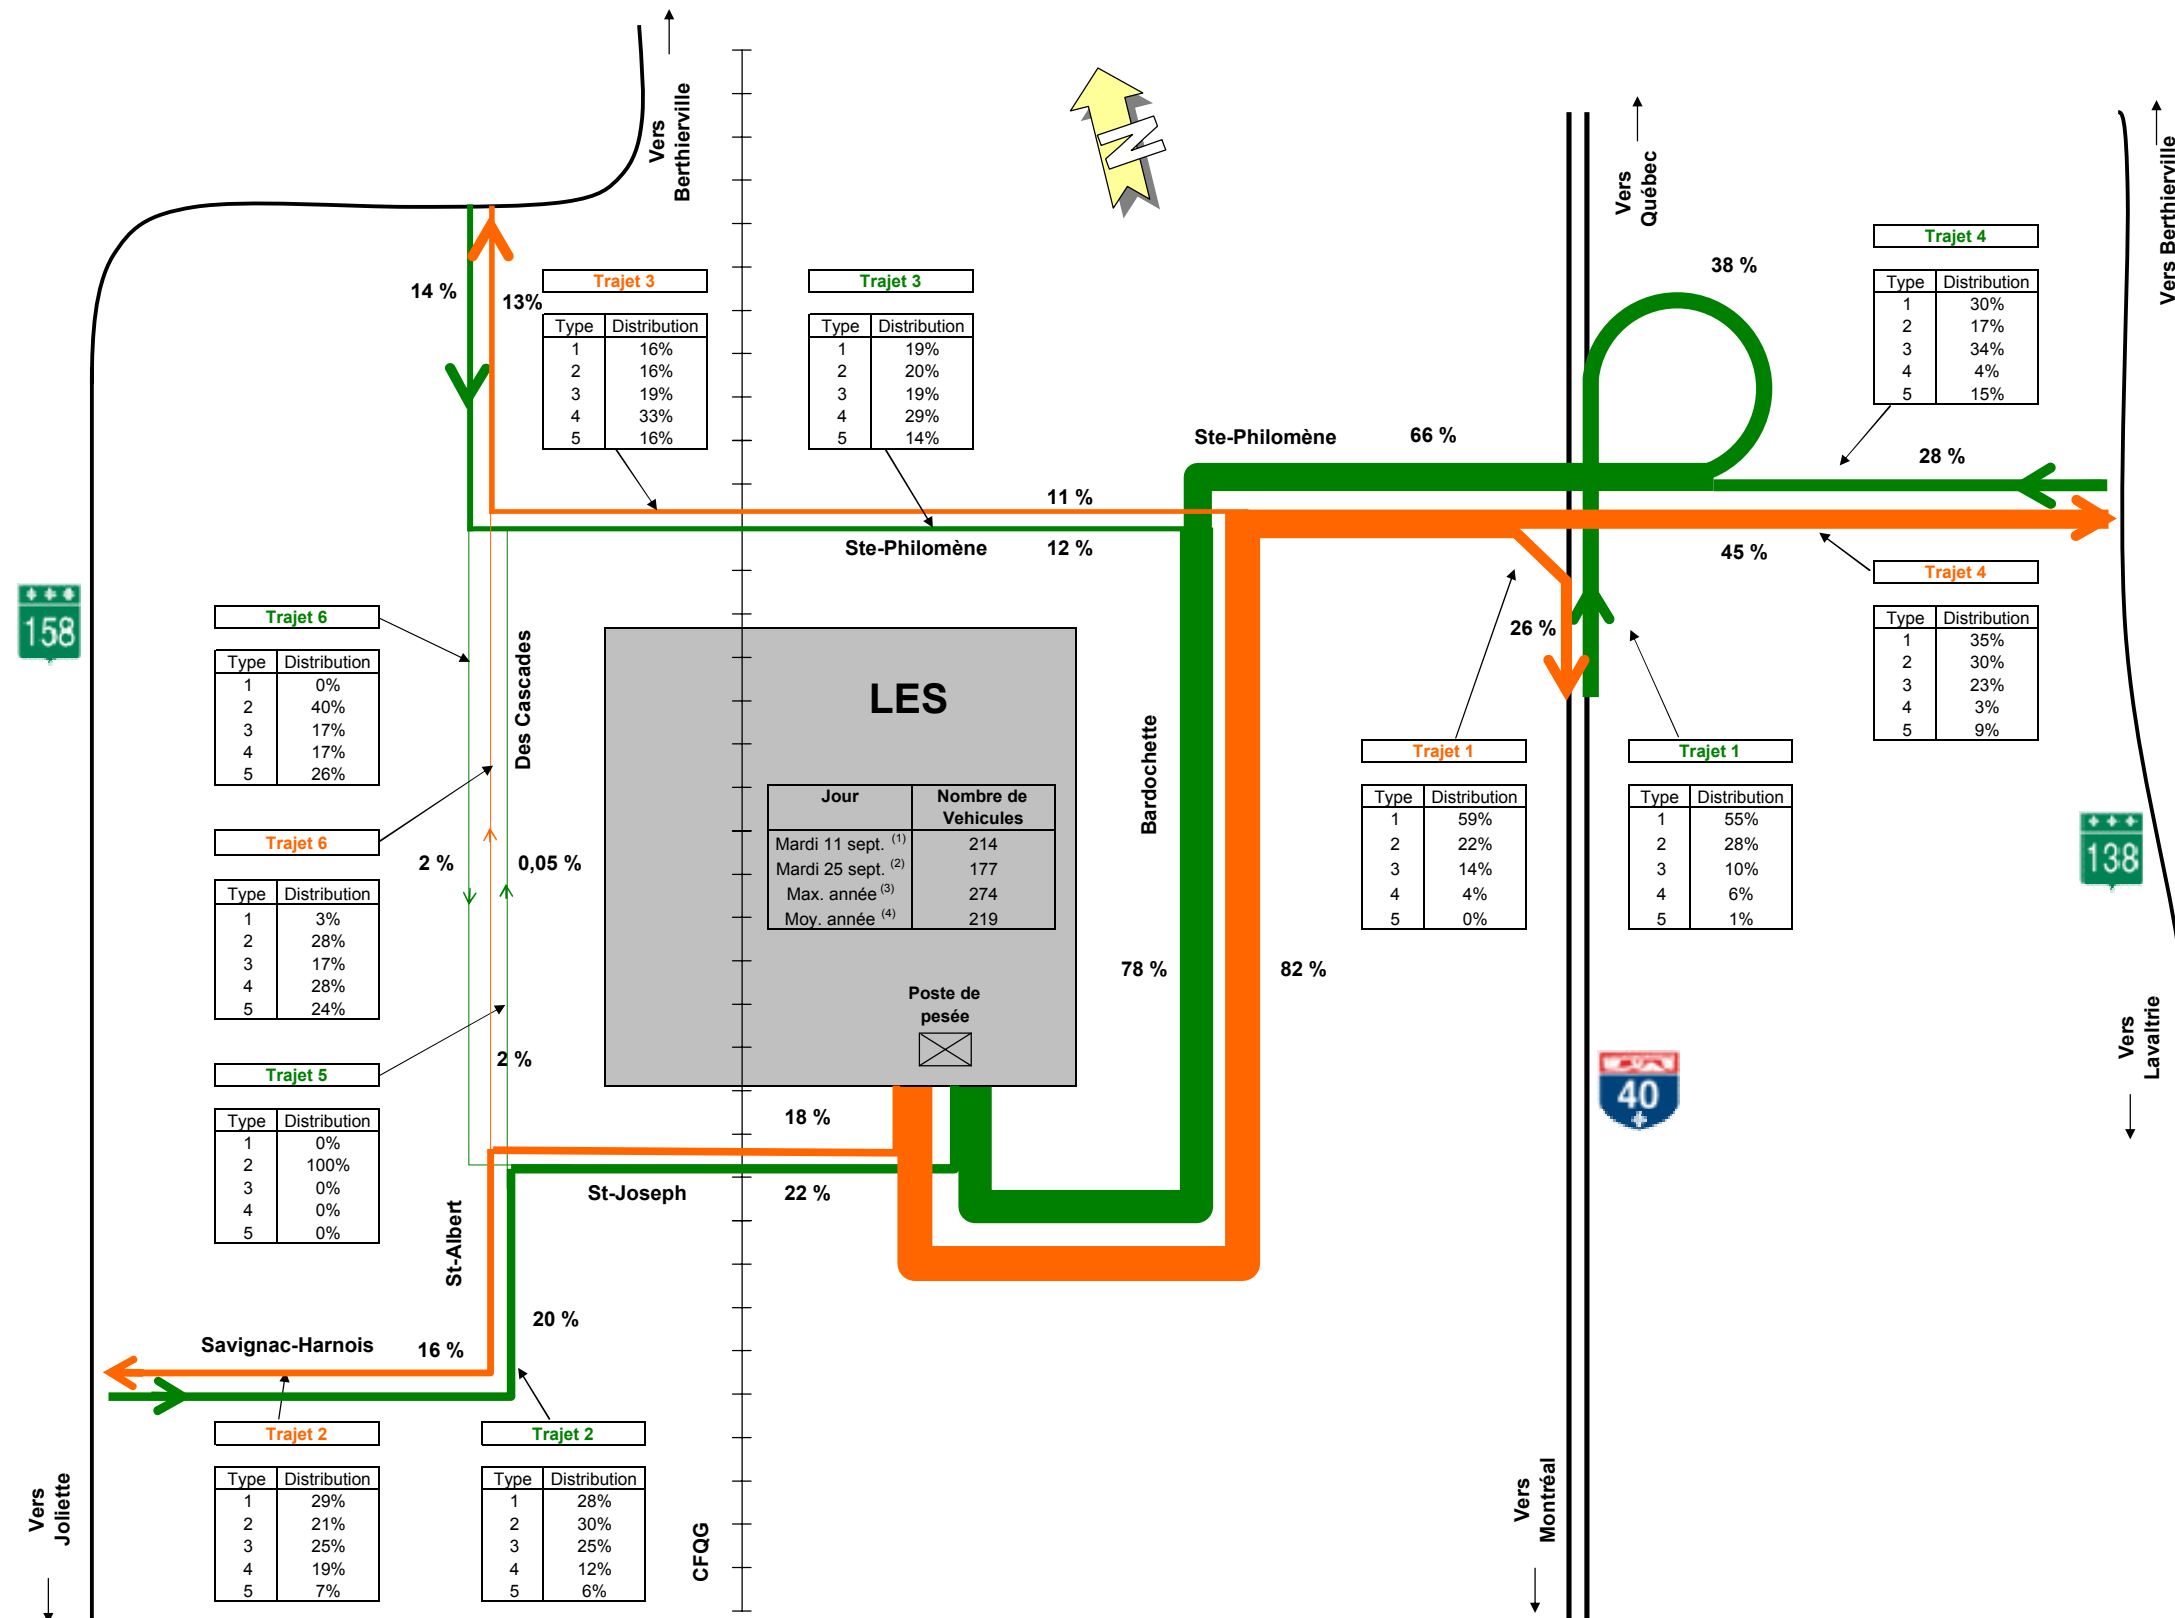 Vers
Berthierville
N
Vers
Québec
Vers Berthierville
14 %
13%
Trajet 3
Type Distribution
1 16%
2 16%
3 19%
4 33%
5 16%
Trajet 3
Type Distribution
1 19%
2 20%
3 19%
4 29%
5 14%
38 %
Trajet 4
Type Distribution
1 30%
2 17%
3 34%
4 4%
5 15%
Ste-Philomène 66 %
28 %
11 %
Ste-Philomène 12 %
45 %
Trajet 4
Type Distribution
1 35%
2 30%
3 23%
4 3%
5 9%
158
Trajet 6
Type Distribution
1 0%
2 40%
3 17%
4 17%
5 26%
Des Cascades
Trajet 6
Type Distribution
1 3%
2 28%
3 17%
4 28%
5 24%
2 %
0,05 %
Trajet 5
Type Distribution
1 0%
2 100%
3 0%
4 0%
5 0%
2 %
LES
Jour Nombre de
Vehicules
Mardi 11 sept. (1) 214
Mardi 25 sept. (2) 177
Max. année (3) 274
Moy. année (4) 219
Poste de
pesée
Bardochette
78 %
82 %
26 %
Trajet 1
Type Distribution
1 59%
2 22%
3 14%
4 4%
5 0%
Trajet 1
Type Distribution
1 55%
2 28%
3 10%
4 6%
5 1%
138
40
Vers
Lavaltrie
18 %
St-Joseph 22 %
St-Albert
20 %
Savignac-Harnois 16 %
Trajet 2
Type Distribution
1 29%
2 21%
3 25%
4 19%
5 7%
Trajet 2
Type Distribution
1 28%
2 30%
3 25%
4 12%
5 6%
Vers
Joliette
CFQG
Vers
Montréal